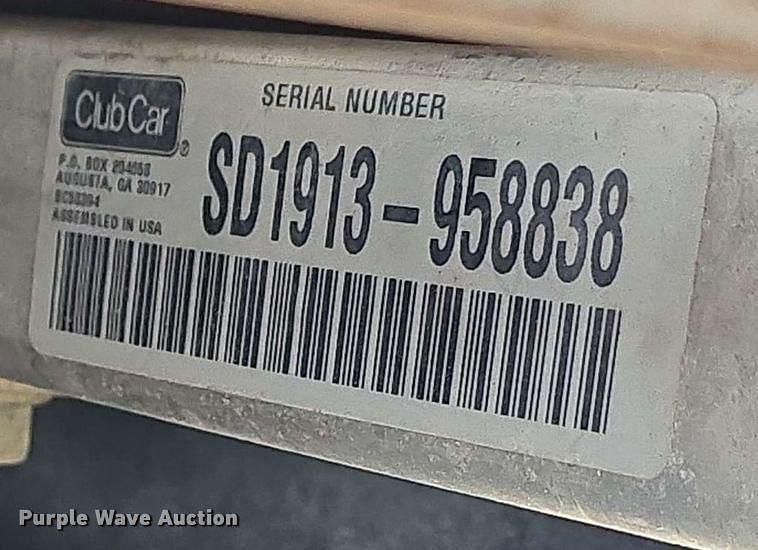 Club Car
®
SERIAL NUMBER
P.O. BOX 204658
AUGUSTA, GA 30917
ASSEMBLED IN USA
SD1913-958838
Purple Wave Auction